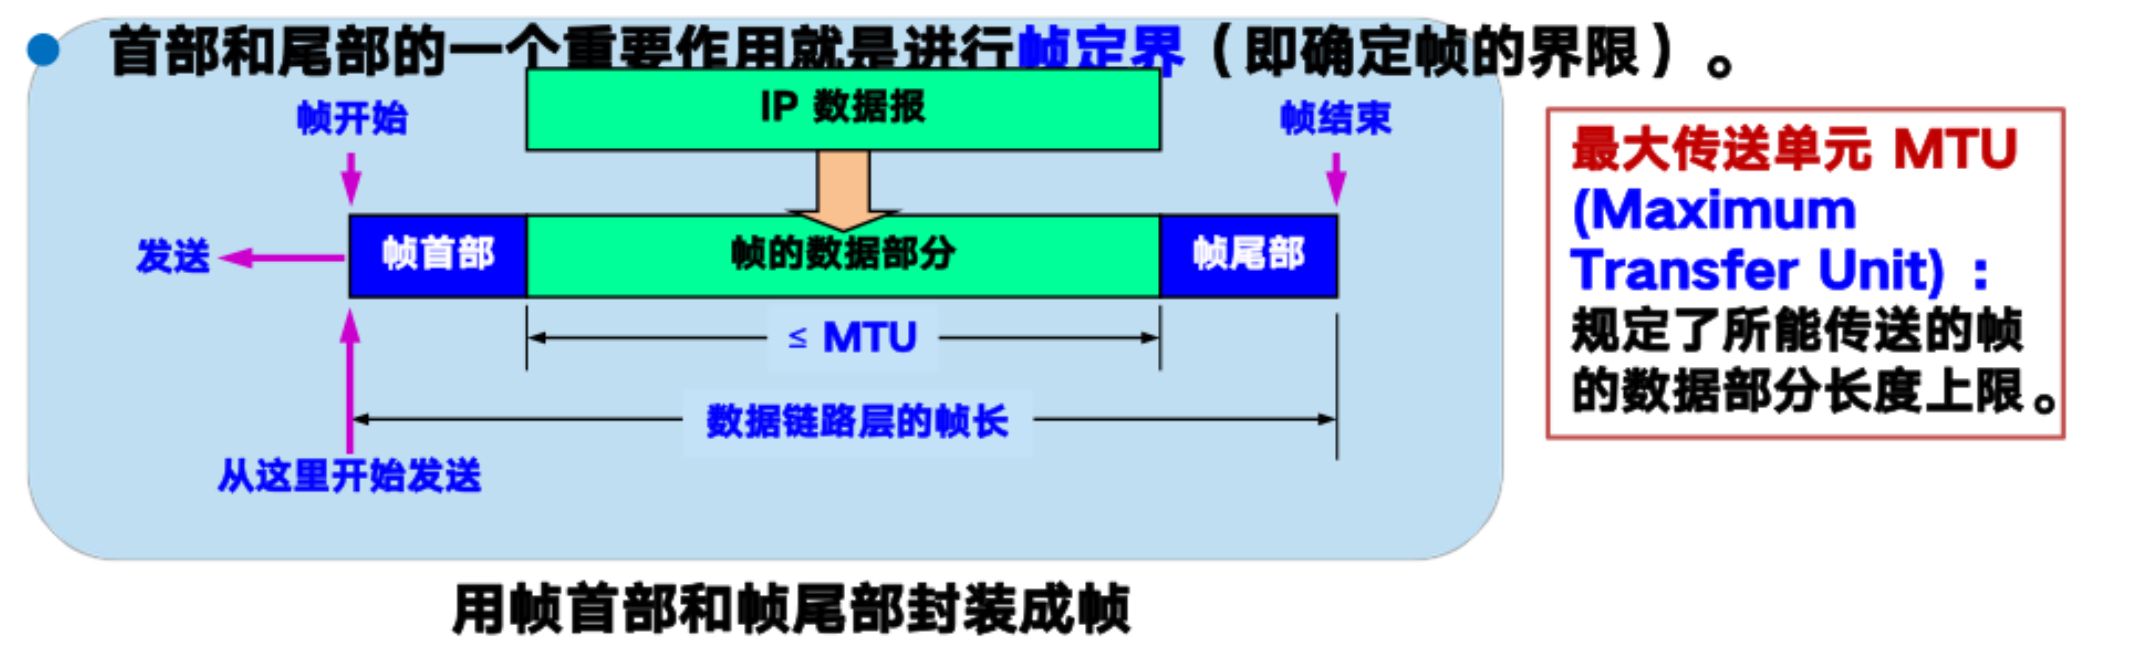 首部和尾部的一个重要作用就是进行帧定界（即确定帧的界限）。
IP 数据报
帧开始
帧结束
发送
帧首部
帧的数据部分
帧尾部
≤ MTU
数据链路层的帧长
从这里开始发送
最大传送单元 MTU
(Maximum
Transfer Unit)：
规定了所能传送的帧
的数据部分长度上限。
用帧首部和帧尾部封装成帧